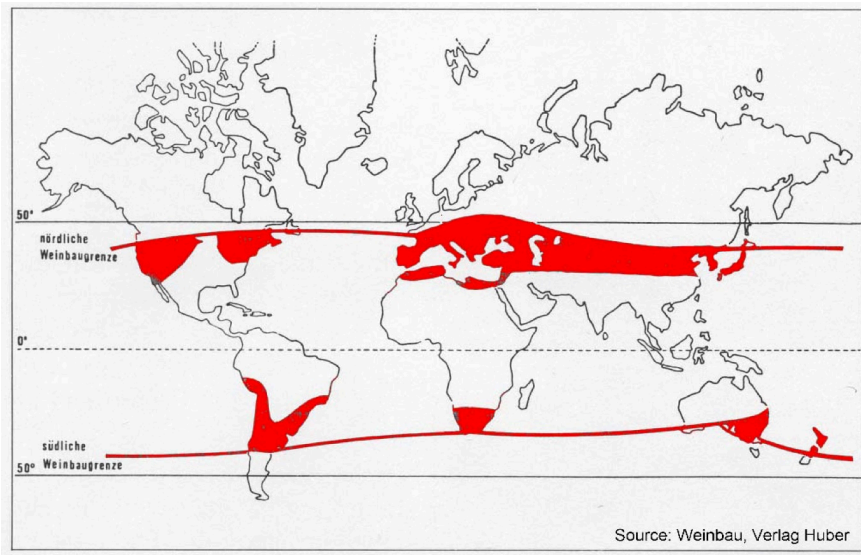 50°
nördliche
Weinbaugrenze
0°
südliche
Weinbaugrenze
50°
Source: Weinbau, Verlag Huber